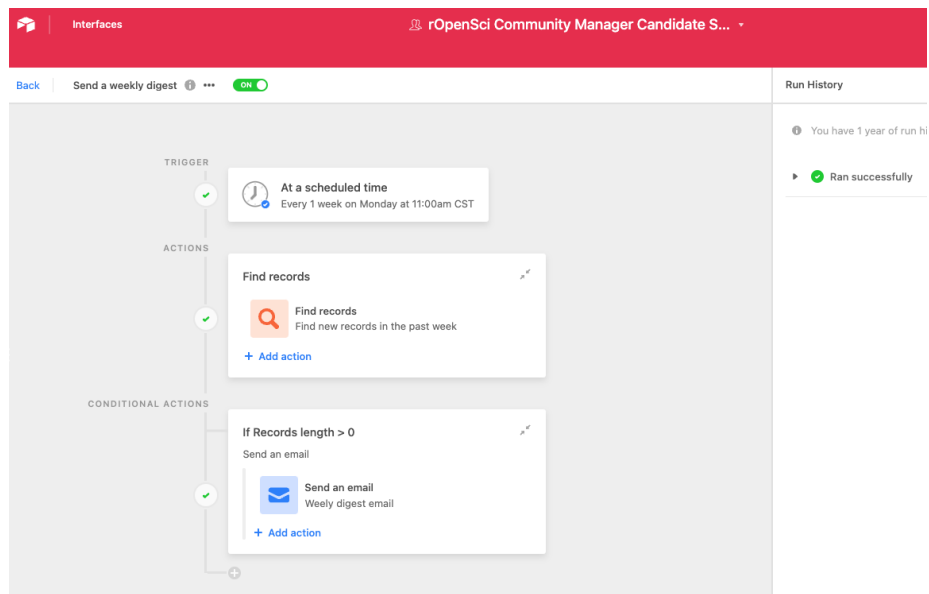 Interfaces
rOpenSci Community Manager Candidate S...
Back
Send a weekly digest
ON
Run History
You have 1 year of run hi
TRIGGER
At a scheduled time
Every 1 week on Monday at 11:00am CST
Ran successfully
ACTIONS
Find records
Find records
Find new records in the past week
+ Add action
CONDITIONAL ACTIONS
If Records length > 0
Send an email
Send an email
Weely digest email
+ Add action